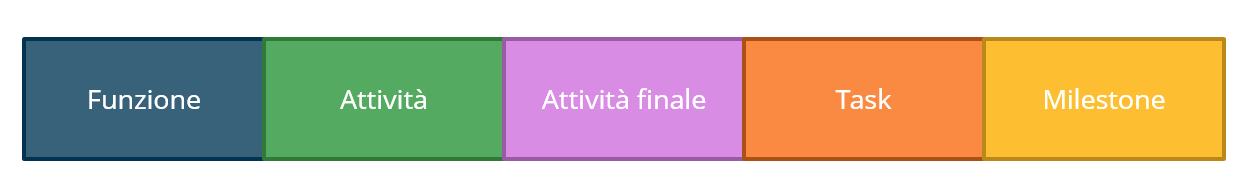 Funzione
Attività
Attività finale
Task
Milestone